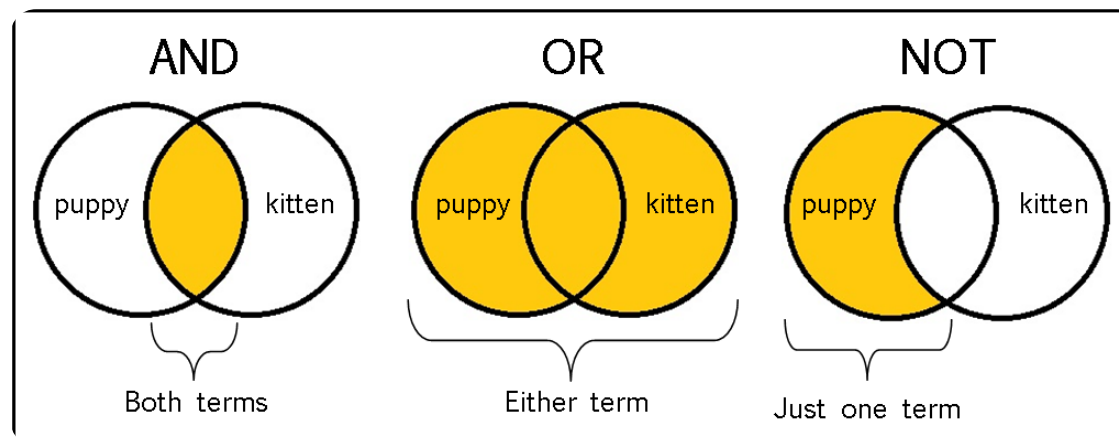 AND
OR
NOT
puppy
kitten
puppy
kitten
puppy
kitten
Both terms
Either term
Just one term